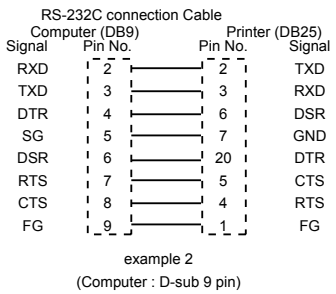 RS-232C connection Cable
Computer (DB9) Printer (DB25)
Signal Pin No. Pin No. Signal
RXD 2 2 TXD
TXD 3 3 RXD
DTR 4 6 DSR
SG 5 7 GND
DSR 6 20 DTR
RTS 7 5 CTS
CTS 8 4 RTS
FG 9 1 FG
example 2
(Computer : D-sub 9 pin)